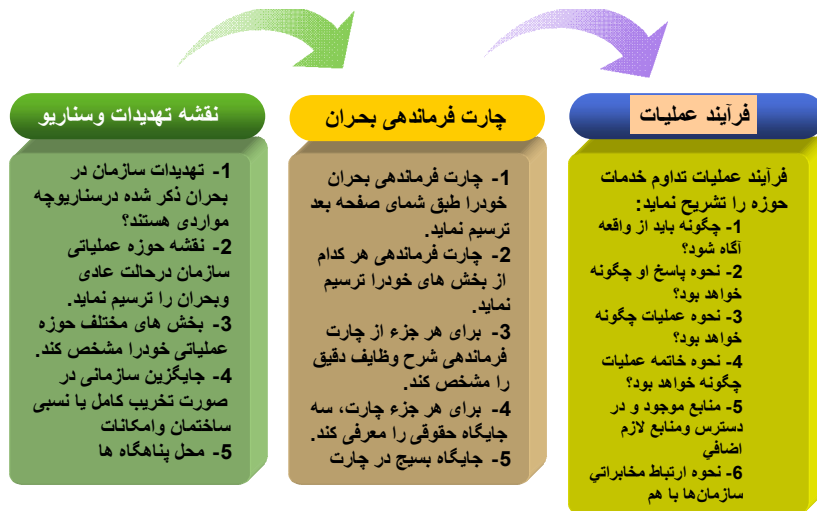 نقشه تهدیدات وسناریو
1- تهدیدات سازمان در
بحران ذکر شده درسناریوچه
مواردی هستند؟
2- نقشه حوزه عملیاتی
سازمان درحالت عادی
وبحران را ترسیم نماید.
3- بخش های مختلف حوزه
عملیاتی خودرا مشخص کند.
4- جایگزین سازمانی در
صورت تخریب کامل یا نسبی
ساختمان وامکانات
5- محل پناهگاه ها
چارت فرماندهی بحران
1- چارت فرماندهی بحران
خودرا طبق شمای صفحه بعد
ترسیم نماید.
2- چارت فرماندهی هر کدام
از بخش های خودرا ترسیم
نماید.
3- برای هر جزء از چارت
فرماندهی شرح وظایف دقیق
را مشخص کند.
4- برای هر جزء چارت، سه
جایگاه حقوقی را معرفی کند.
5- جایگاه بسیج در چارت
فرآیند عملیات
فرآیند عملیات تداوم خدمات
حوزه را تشریح نماید:
1- چگونه باید از واقعه
آگاه شود؟
2- نحوه پاسخ او چگونه
خواهد بود؟
3- نحوه عملیات چگونه
خواهد بود؟
4- نحوه خاتمه عملیات
چگونه خواهد بود؟
5- منابع موجود و در
دسترس ومنابع لازم
اضافي
6- نحوه ارتباط مخابراتي
سازمان‌ها با هم